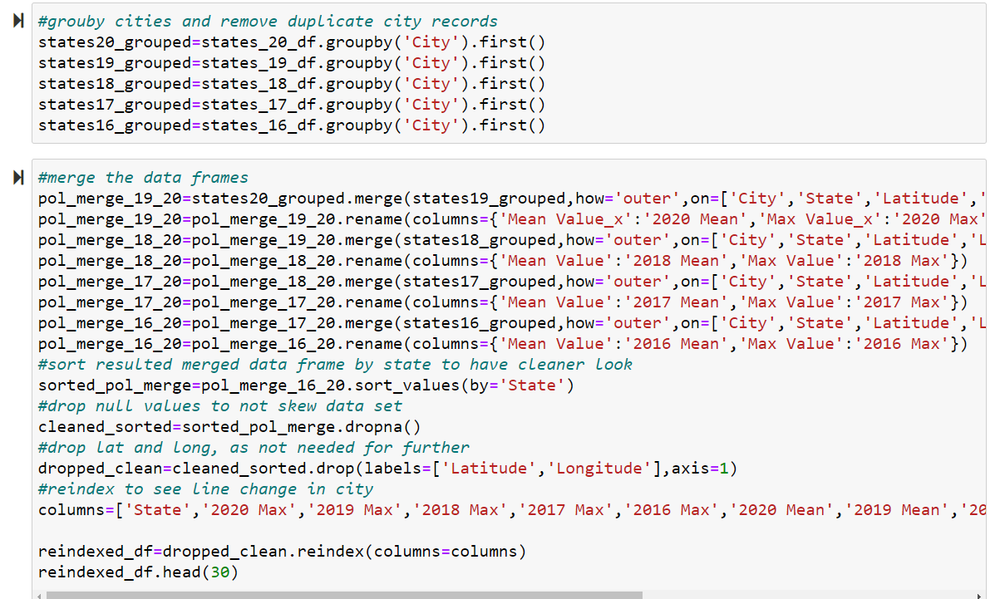 #grouby cities and remove duplicate city records
states20_grouped=states_20_df.groupby('City').first()
states19_grouped=states_19_df.groupby('City').first()
states18_grouped=states_18_df.groupby('City').first()
states17_grouped=states_17_df.groupby('City').first()
states16_grouped=states_16_df.groupby('City').first()
#merge the data frames
pol_merge_19_20=states20_grouped.merge(states19_grouped,how='outer',on=['City','State','Latitude','
pol_merge_19_20=pol_merge_19_20.rename(columns={'Mean Value_x':'2020 Mean','Max Value_x':'2020 Max'
pol_merge_18_20=pol_merge_19_20.merge(states18_grouped,how='outer',on=['City','State','Latitude','L
pol_merge_18_20=pol_merge_18_20.rename(columns={'Mean Value':'2018 Mean','Max Value':'2018 Max'})
pol_merge_17_20=pol_merge_18_20.merge(states17_grouped,how='outer',on=['City','State','Latitude','L
pol_merge_17_20=pol_merge_17_20.rename(columns={'Mean Value':'2017 Mean','Max Value':'2017 Max'})
pol_merge_16_20=pol_merge_17_20.merge(states16_grouped,how='outer',on=['City','State','Latitude','L
pol_merge_16_20=pol_merge_16_20.rename(columns={'Mean Value':'2016 Mean','Max Value':'2016 Max'})
#sort resulted merged data frame by state to have cleaner look
sorted_pol_merge=pol_merge_16_20.sort_values(by='State')
#drop null values to not skew data set
cleaned_sorted=sorted_pol_merge.dropna()
#drop lat and long, as not needed for further
dropped_clean=cleaned_sorted.drop(labels=['Latitude','Longitude'],axis=1)
#reindex to see line change in city
columns=['State','2020 Max','2019 Max','2018 Max','2017 Max','2016 Max','2020 Mean','2019 Mean','20
reindexed_df=dropped_clean.reindex(columns=columns)
reindexed_df.head(30)